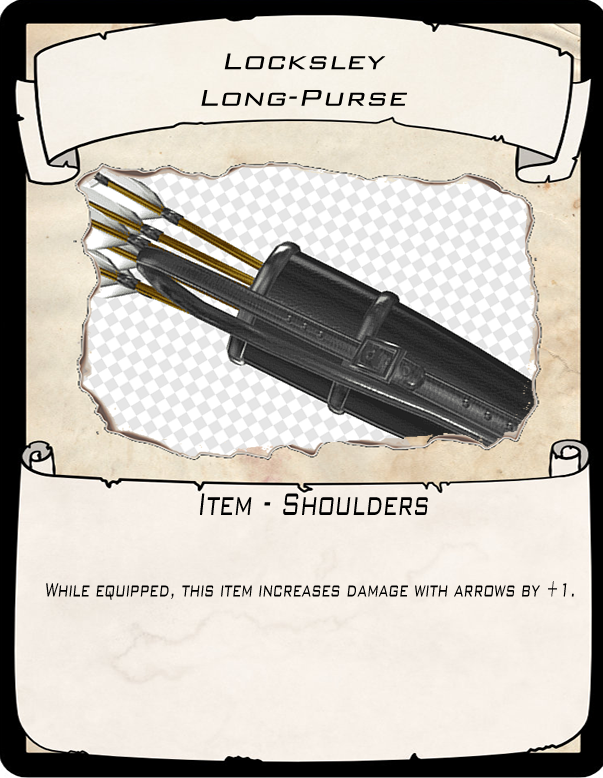 Locksley
Long-Purse
Item - Shoulders
While equipped, this item increases damage with arrows by +1.